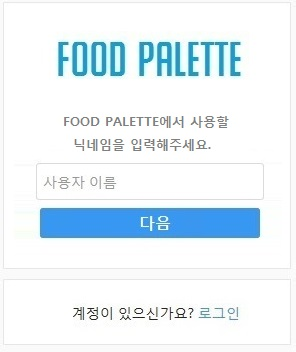 FOOD PALETTE
FOOD PALETTE에서 사용할
닉네임을 입력해주세요.
사용자 이름
다음
계정이 있으신가요? 로그인